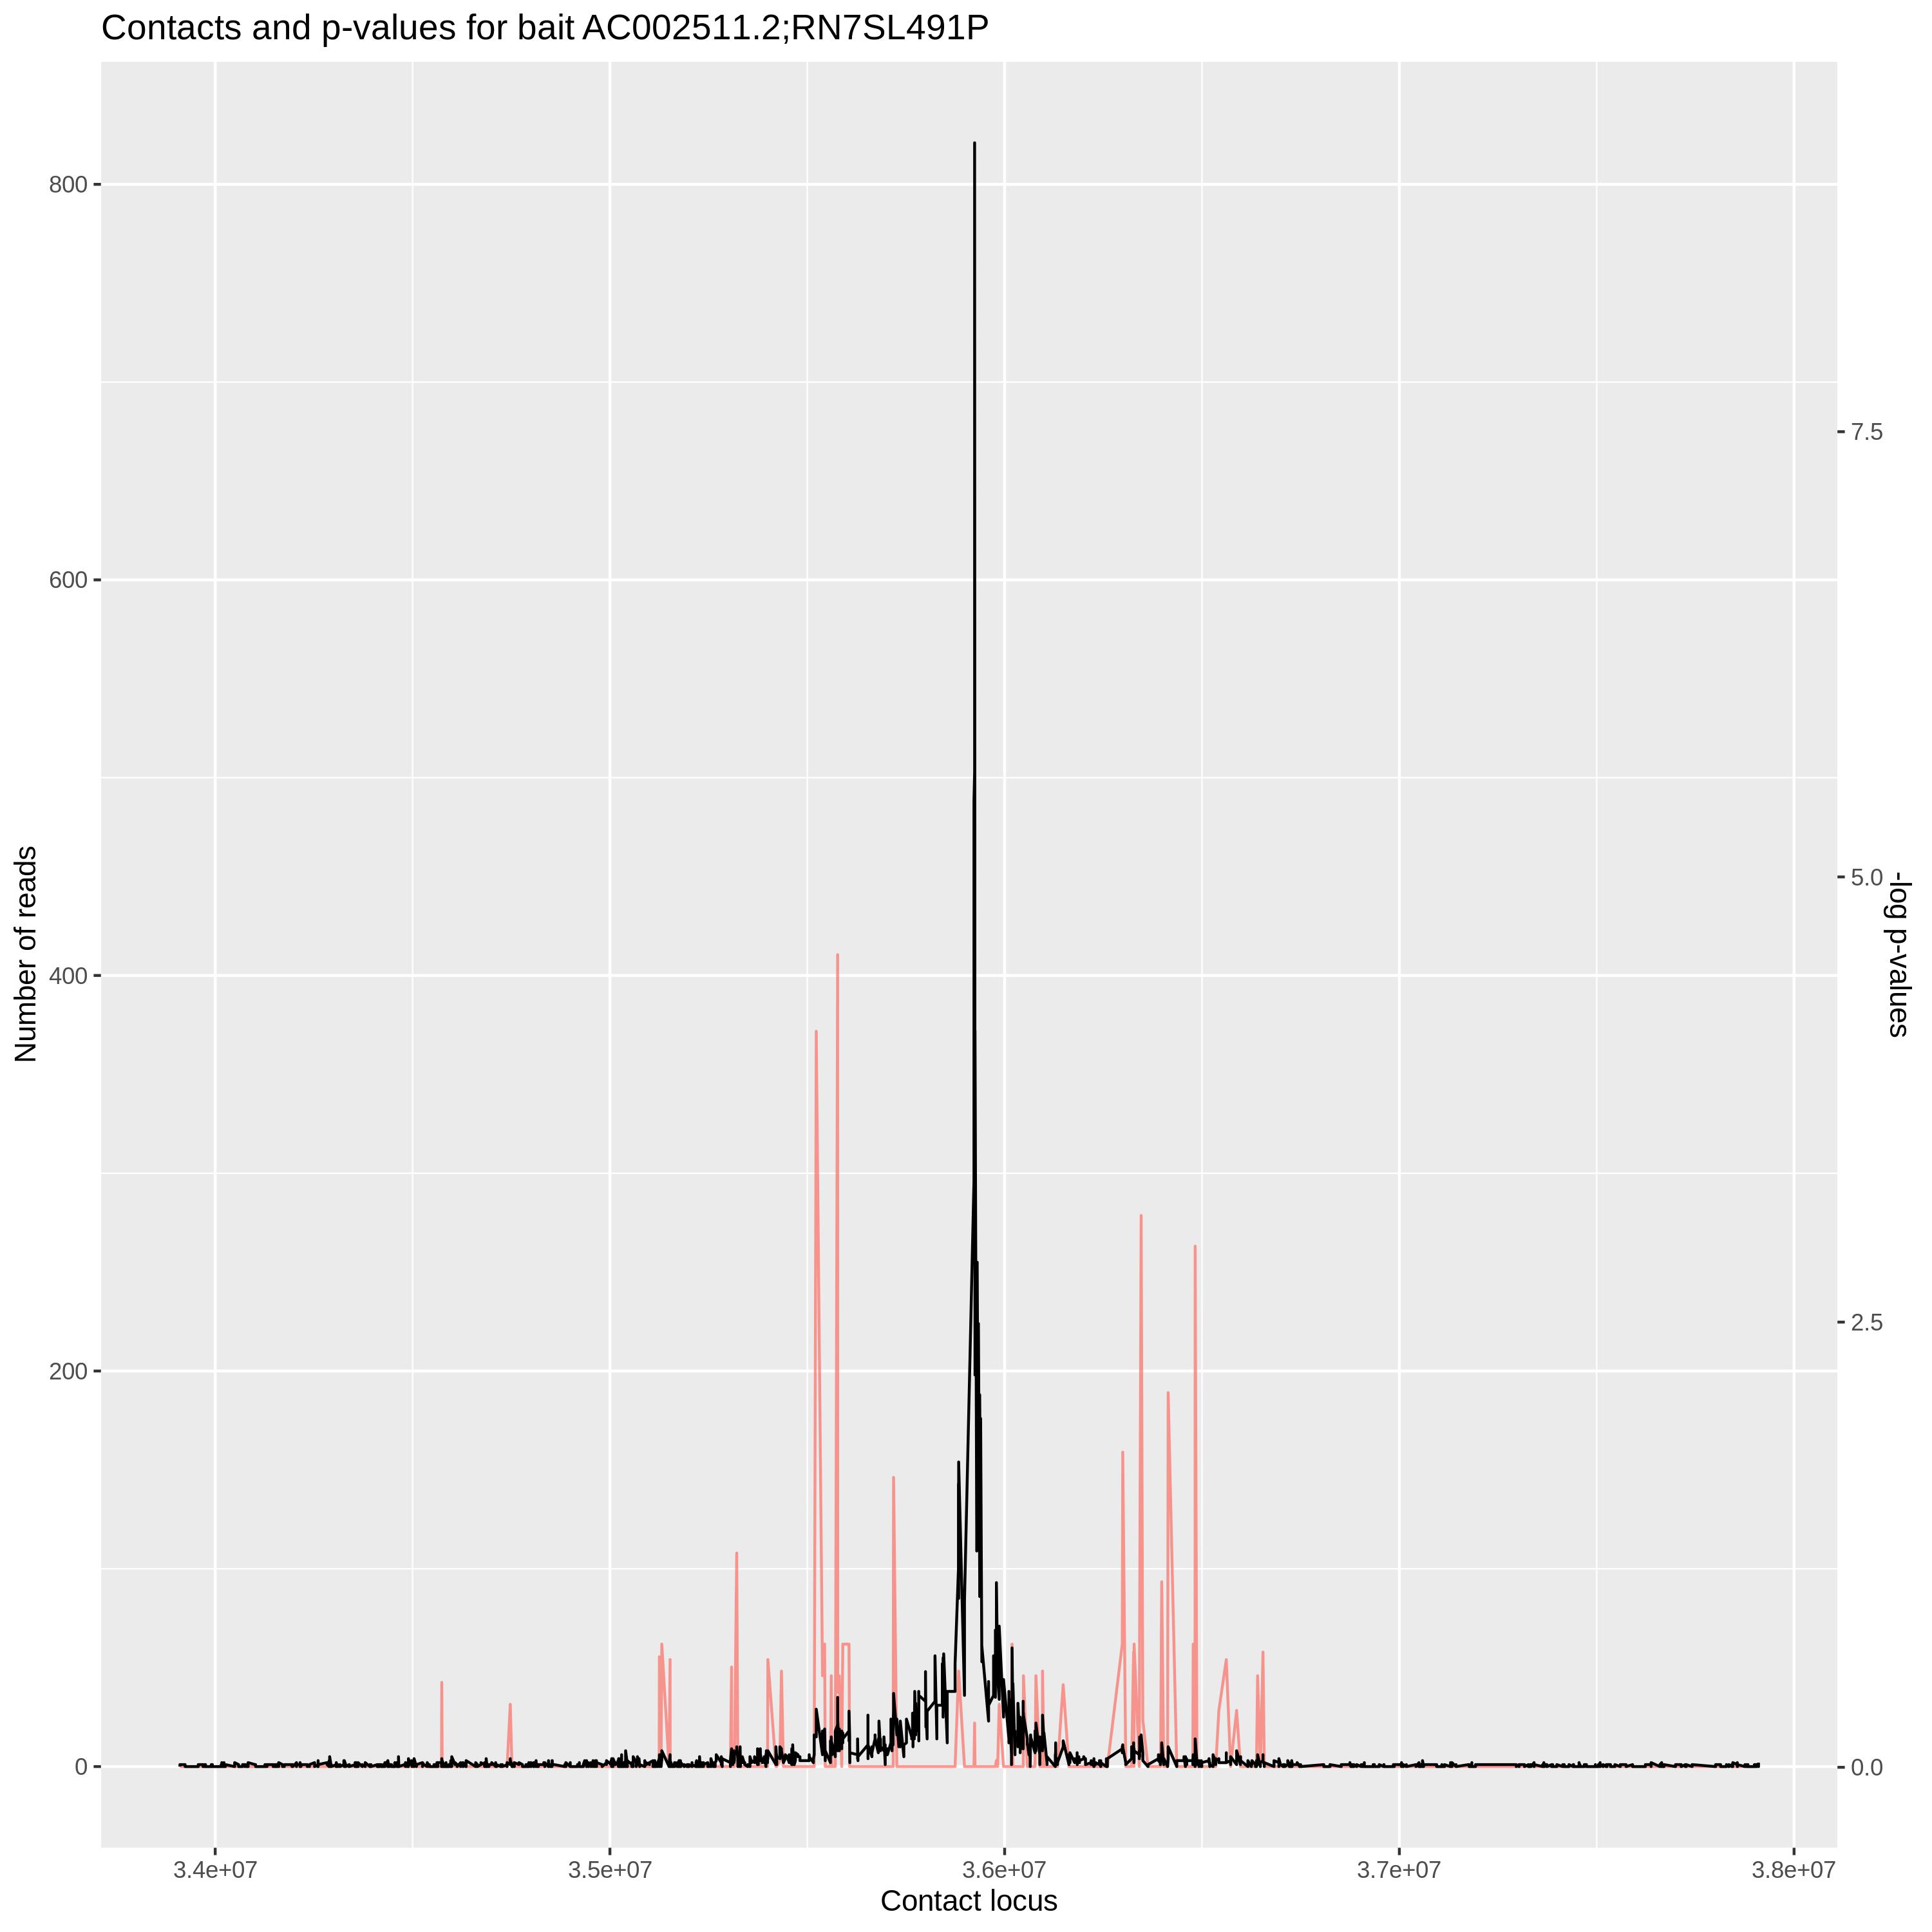 Contacts and p-values for bait AC002511.2;RN7SL491P
800
600
400
200
0
Number of reads
7.5
5.0
2.5
0.0
-log p-values
3.4e+07
3.5e+07
3.6e+07
3.7e+07
3.8e+07
Contact locus